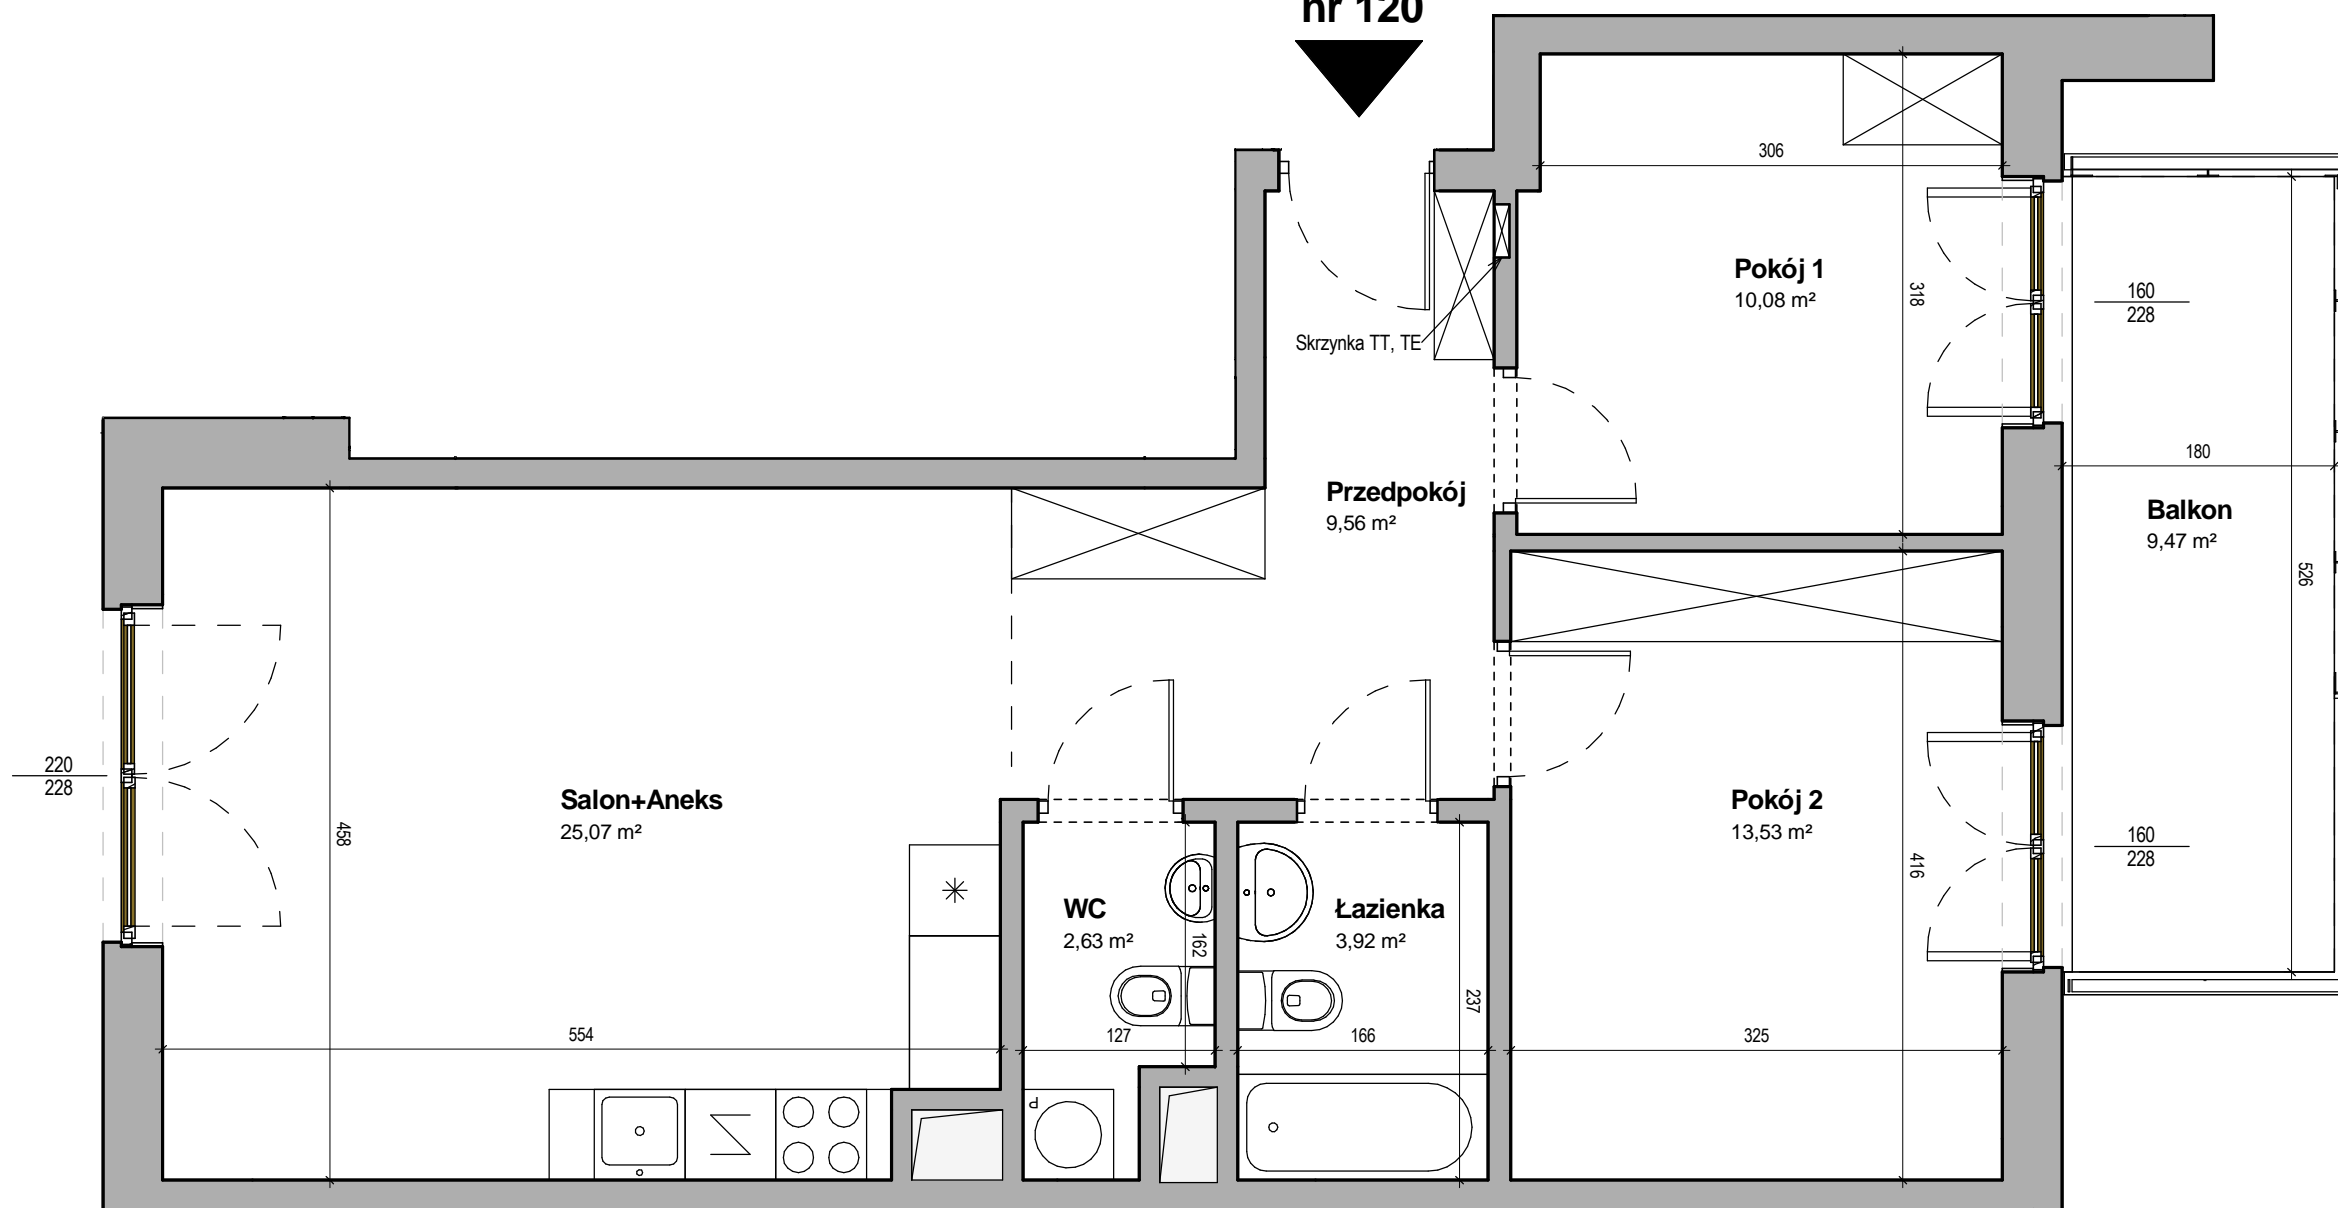 nr 120
306
Pokój 1
10,08 m²
318
160
228
Skrzynka TT, TE
180
Przedpokój
9,56 m²
Balkon
9,47 m²
526
220
228
Salon+Aneks
25,07 m²
458
Pokój 2
13,53 m²
416
160
228
WC
2,63 m²
162
Łazienka
3,92 m²
237
554
127
166
325
P